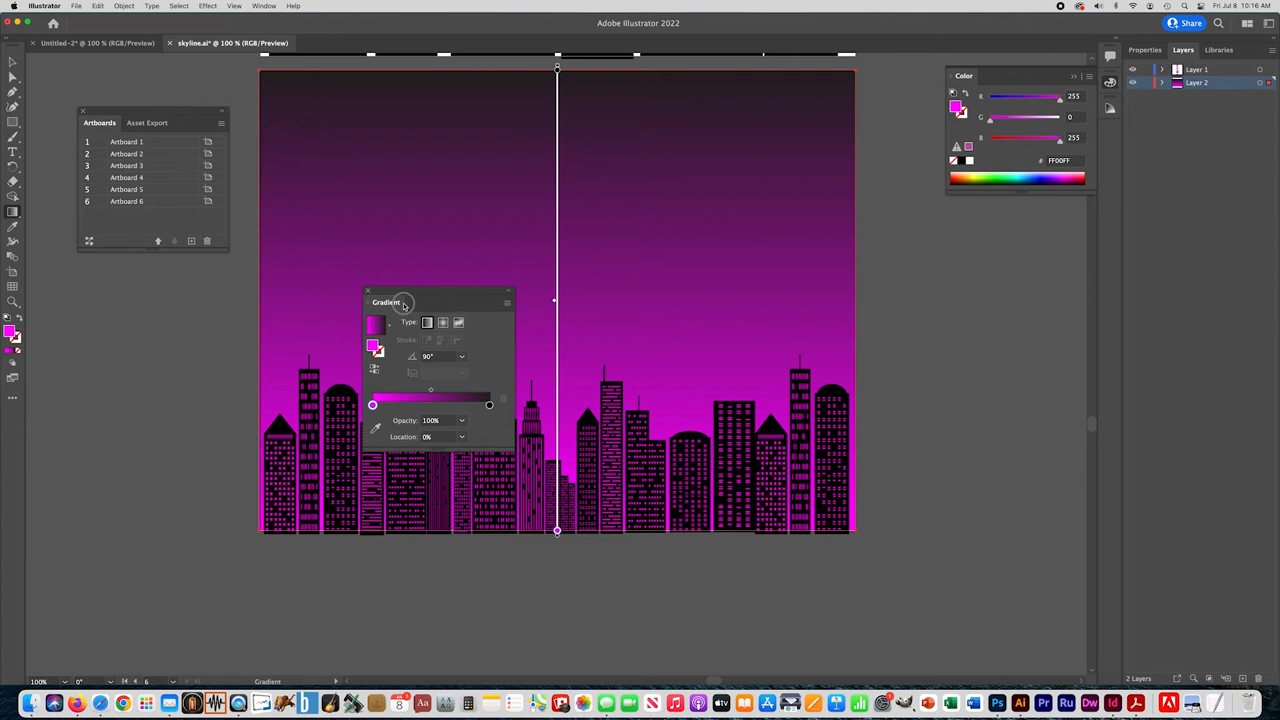 Illustrator File Edit Object Type Select Effect View Window Help Fri Jul 8 10:16 AM
Adobe Illustrator 2022
Share
Untitled-2* @ 100 % (RGB/Preview)
skyline.ai* @ 100 % (RGB/Preview)
Properties Layers Libraries
Layer 1
Layer 2
Color
R 255
G 0
B 255
# FF00FF
Artboards Asset Export
1 Artboard 1
2 Artboard 2
3 Artboard 3
4 Artboard 4
5 Artboard 5
6 Artboard 6
Gradient
Type:
Stroke:
90°
Opacity: 100%
Location: 0%
100% 0° 6 Gradient
2 Layers